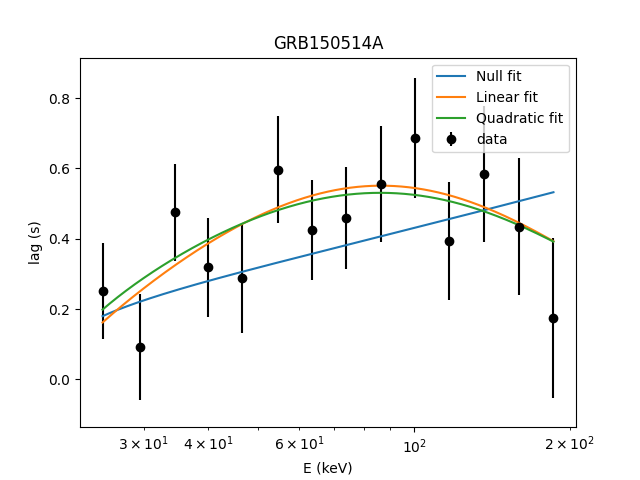 GRB150514A
Null fit
Linear fit
Quadratic fit
data
lag (s)
0.8
0.6
0.4
0.2
0.0
3 × 10¹ 4 × 10¹ 6 × 10¹ 10² 2 × 10²
E (keV)